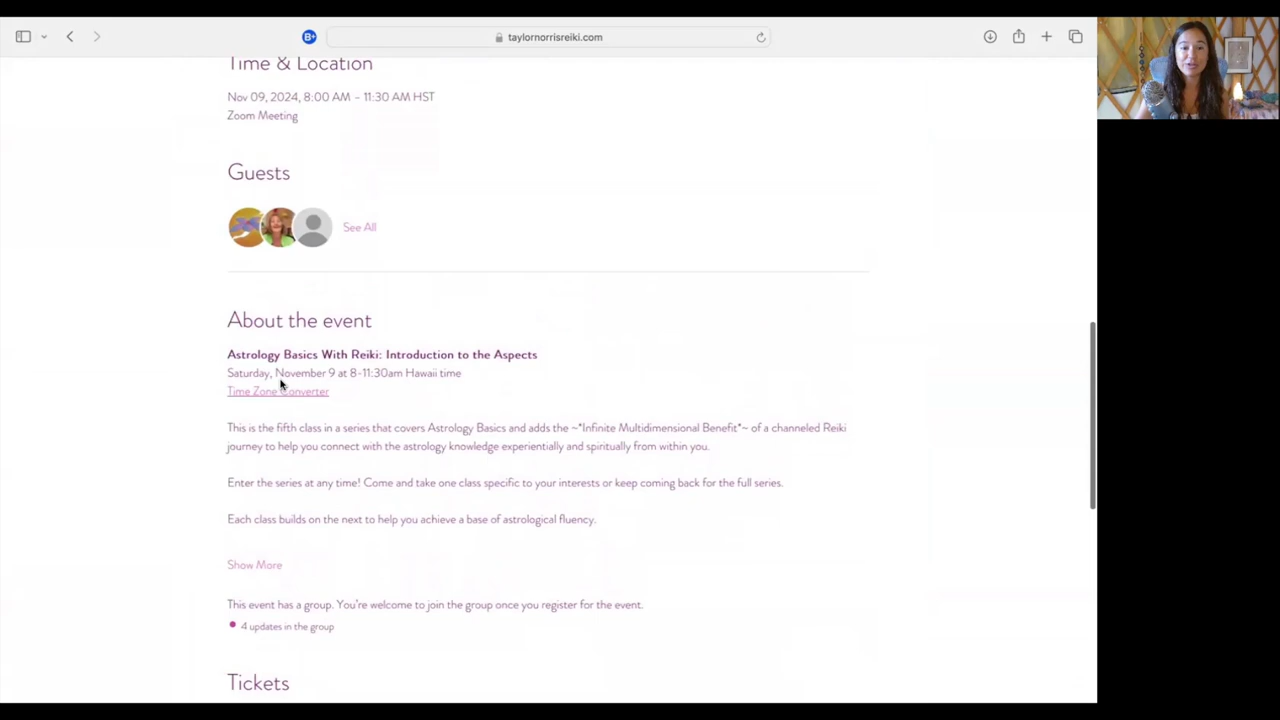 B+
taylornorrisreiki.com
Time & Location
Nov 09, 2024, 8:00 AM – 11:30 AM HST
Zoom Meeting
Guests
See All
About the event
Astrology Basics With Reiki: Introduction to the Aspects
Saturday, November 9 at 8-11:30am Hawaii time
Time Zone Converter
This is the fifth class in a series that covers Astrology Basics and adds the ~*Infinite Multidimensional Benefit*~ of a channeled Reiki
journey to help you connect with the astrology knowledge experientially and spiritually from within you.
Enter the series at any time! Come and take one class specific to your interests or keep coming back for the full series.
Each class builds on the next to help you achieve a base of astrological fluency.
Show More
This event has a group. You're welcome to join the group once you register for the event.
4 updates in the group
Tickets